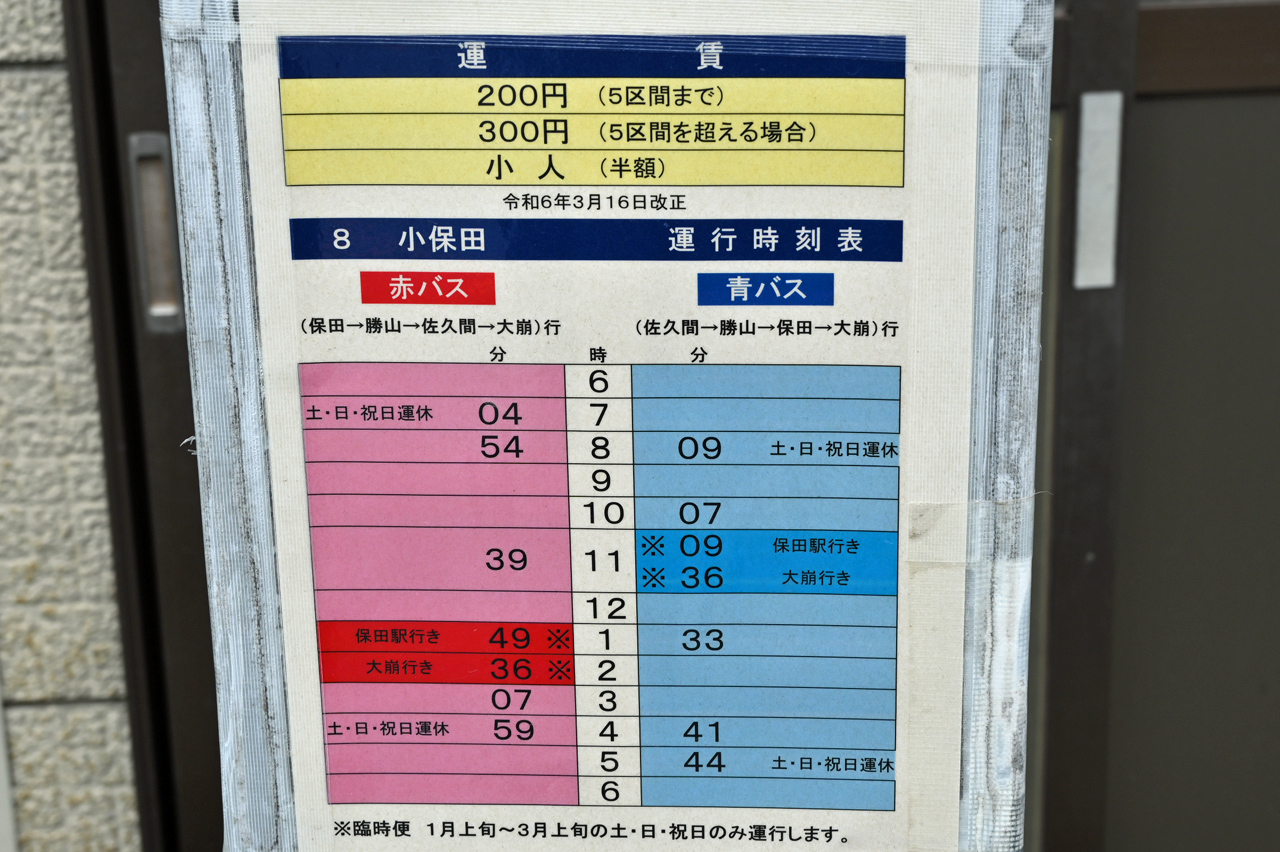 運賃
200円 (5区間まで)
300円 (5区間を超える場合)
小人 (半額)
令和6年3月16日改正
8 小保田 運行時刻表
赤バス 青バス
(保田→勝山→佐久間→大崩)行 (佐久間→勝山→保田→大崩)行
分 時 分
6
土・日・祝日運休 04 7
54 8 09 土・日・祝日運休
9
10 07
39 11 ※ 09 保田駅行き
※ 36 大崩行き
12
保田駅行き 49 ※ 1 33
大崩行き 36 ※ 2
07 3
土・日・祝日運休 59 4 41
5 44 土・日・祝日運休
6
※臨時便 1月上旬~3月上旬の土・日・祝日のみ運行します。